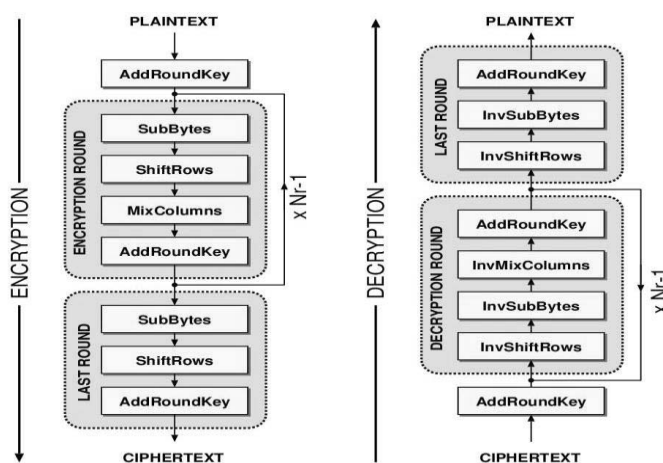 PLAINTEXT
AddRoundKey
SubBytes
ShiftRows
MixColumns
AddRoundKey
ENCRYPTION ROUND
x Nr-1
SubBytes
ShiftRows
AddRoundKey
LAST ROUND
CIPHERTEXT
ENCRYPTION
PLAINTEXT
AddRoundKey
InvSubBytes
InvShiftRows
LAST ROUND
AddRoundKey
InvMixColumns
InvSubBytes
InvShiftRows
DECRYPTION ROUND
x Nr-1
AddRoundKey
CIPHERTEXT
DECRYPTION